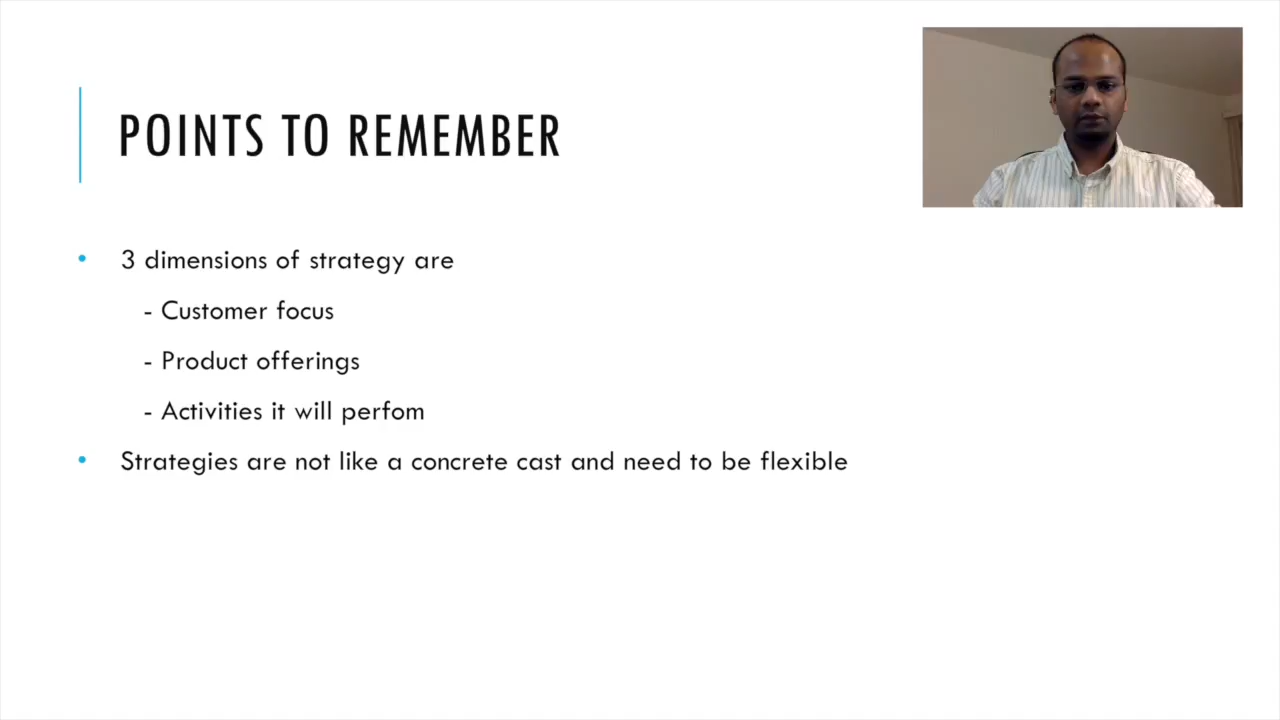 POINTS TO REMEMBER
• 3 dimensions of strategy are
- Customer focus
- Product offerings
- Activities it will perfom
• Strategies are not like a concrete cast and need to be flexible